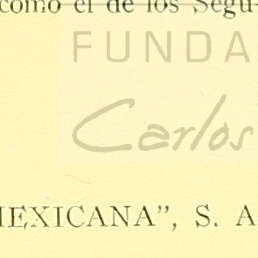 como el de los Segu-
FUNDA
Carlos
MEXICANA”, S. A